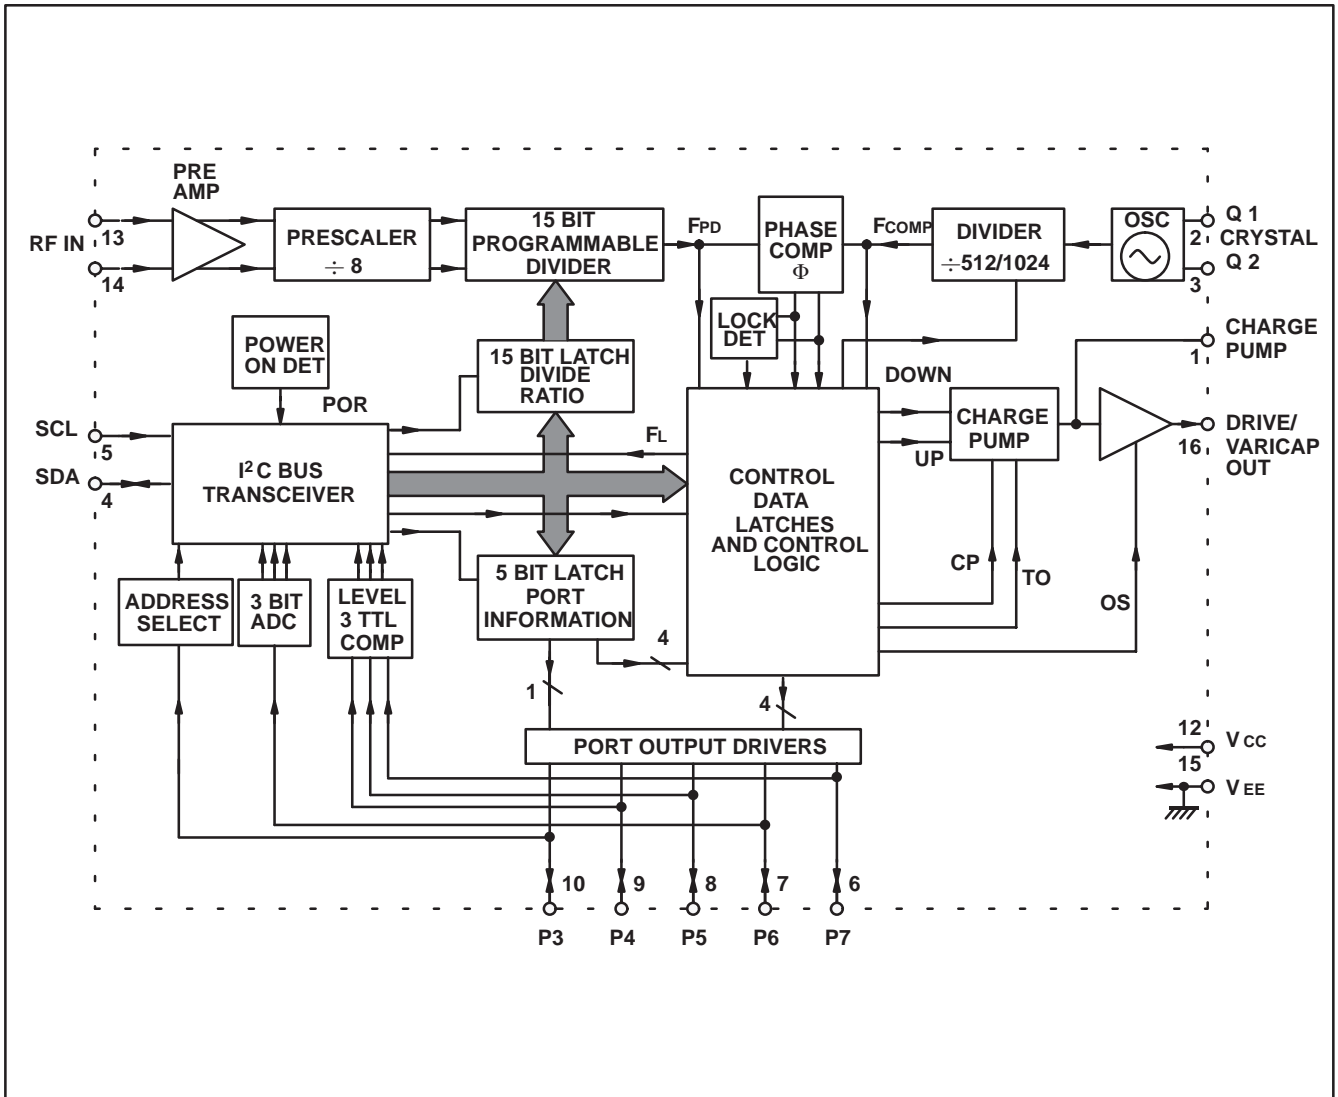 PRE
AMP
RF IN
13
14
PRESCALER
÷ 8
15 BIT
PROGRAMMABLE
DIVIDER
FPD
PHASE
COMP
Φ
FCOMP
DIVIDER
÷512/1024
OSC
Q 1
2
CRYSTAL
Q 2
3
LOCK
DET
POWER
ON DET
POR
15 BIT LATCH
DIVIDE
RATIO
CHARGE
PUMP
1
DOWN
UP
CHARGE
PUMP
DRIVE/
VARICAP
OUT
16
SCL
5
SDA
4
I2C BUS
TRANSCEIVER
FL
CONTROL
DATA
LATCHES
AND CONTROL
LOGIC
CP
TO
OS
ADDRESS
SELECT
3 BIT
ADC
LEVEL
3 TTL
COMP
5 BIT LATCH
PORT
INFORMATION
4
1
4
PORT OUTPUT DRIVERS
12
VCC
15
VEE
10
9
8
7
6
P3
P4
P5
P6
P7